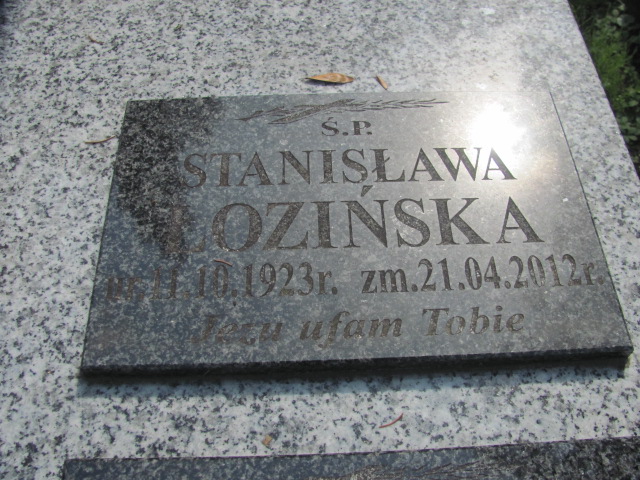 Ś.P.
STANISŁAWA
ŁOZIŃSKA
ur.11.10.1923r. zm.21.04.2012r.
Jezu ufam Tobie